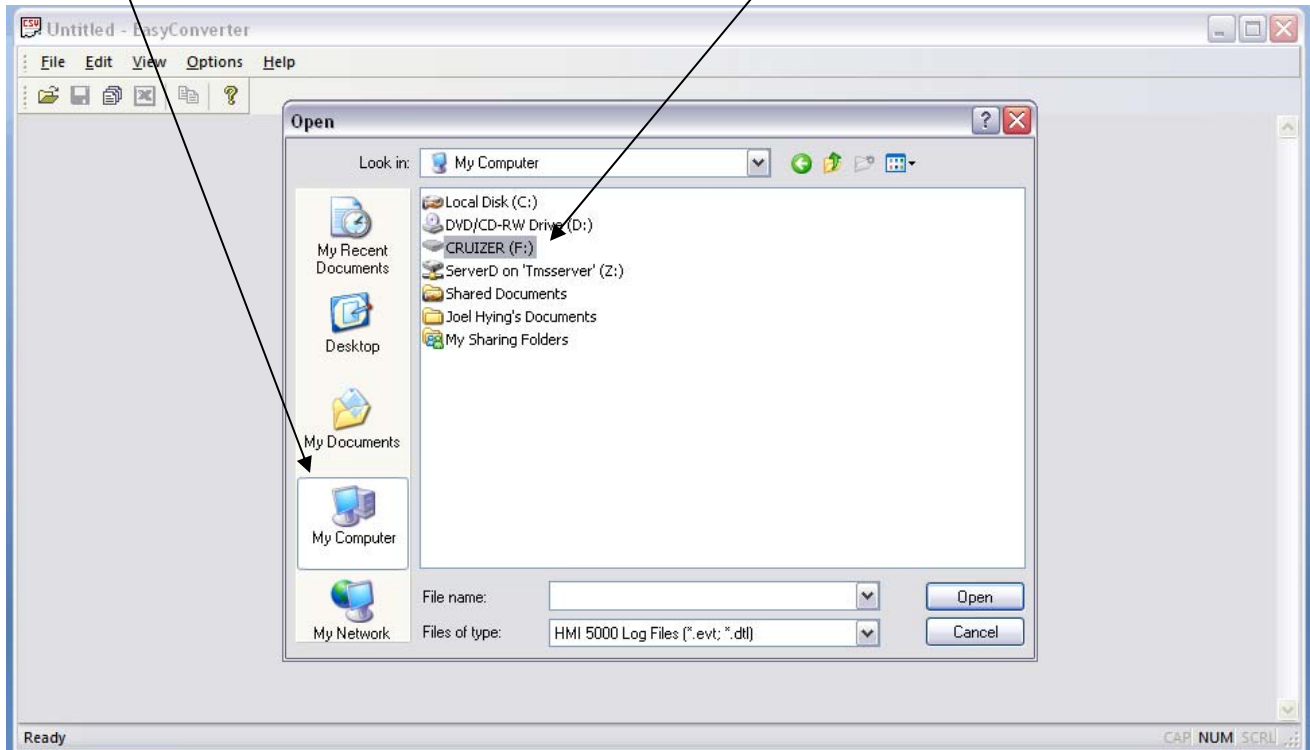 CSV Untitled - EasyConverter
File Edit View Options Help
Open
Look in: My Computer
Local Disk (C:)
DVD/CD-RW Drive (D:)
CRUIZER (F:)
ServerD on 'Tmsserver' (Z:)
Shared Documents
Joel Hying's Documents
My Sharing Folders
My Recent
Documents
Desktop
My Documents
My Computer
My Network
File name:
Open
Files of type: HMI 5000 Log Files (*.evt; *.dtl)
Cancel
Ready
CAP NUM SCRL